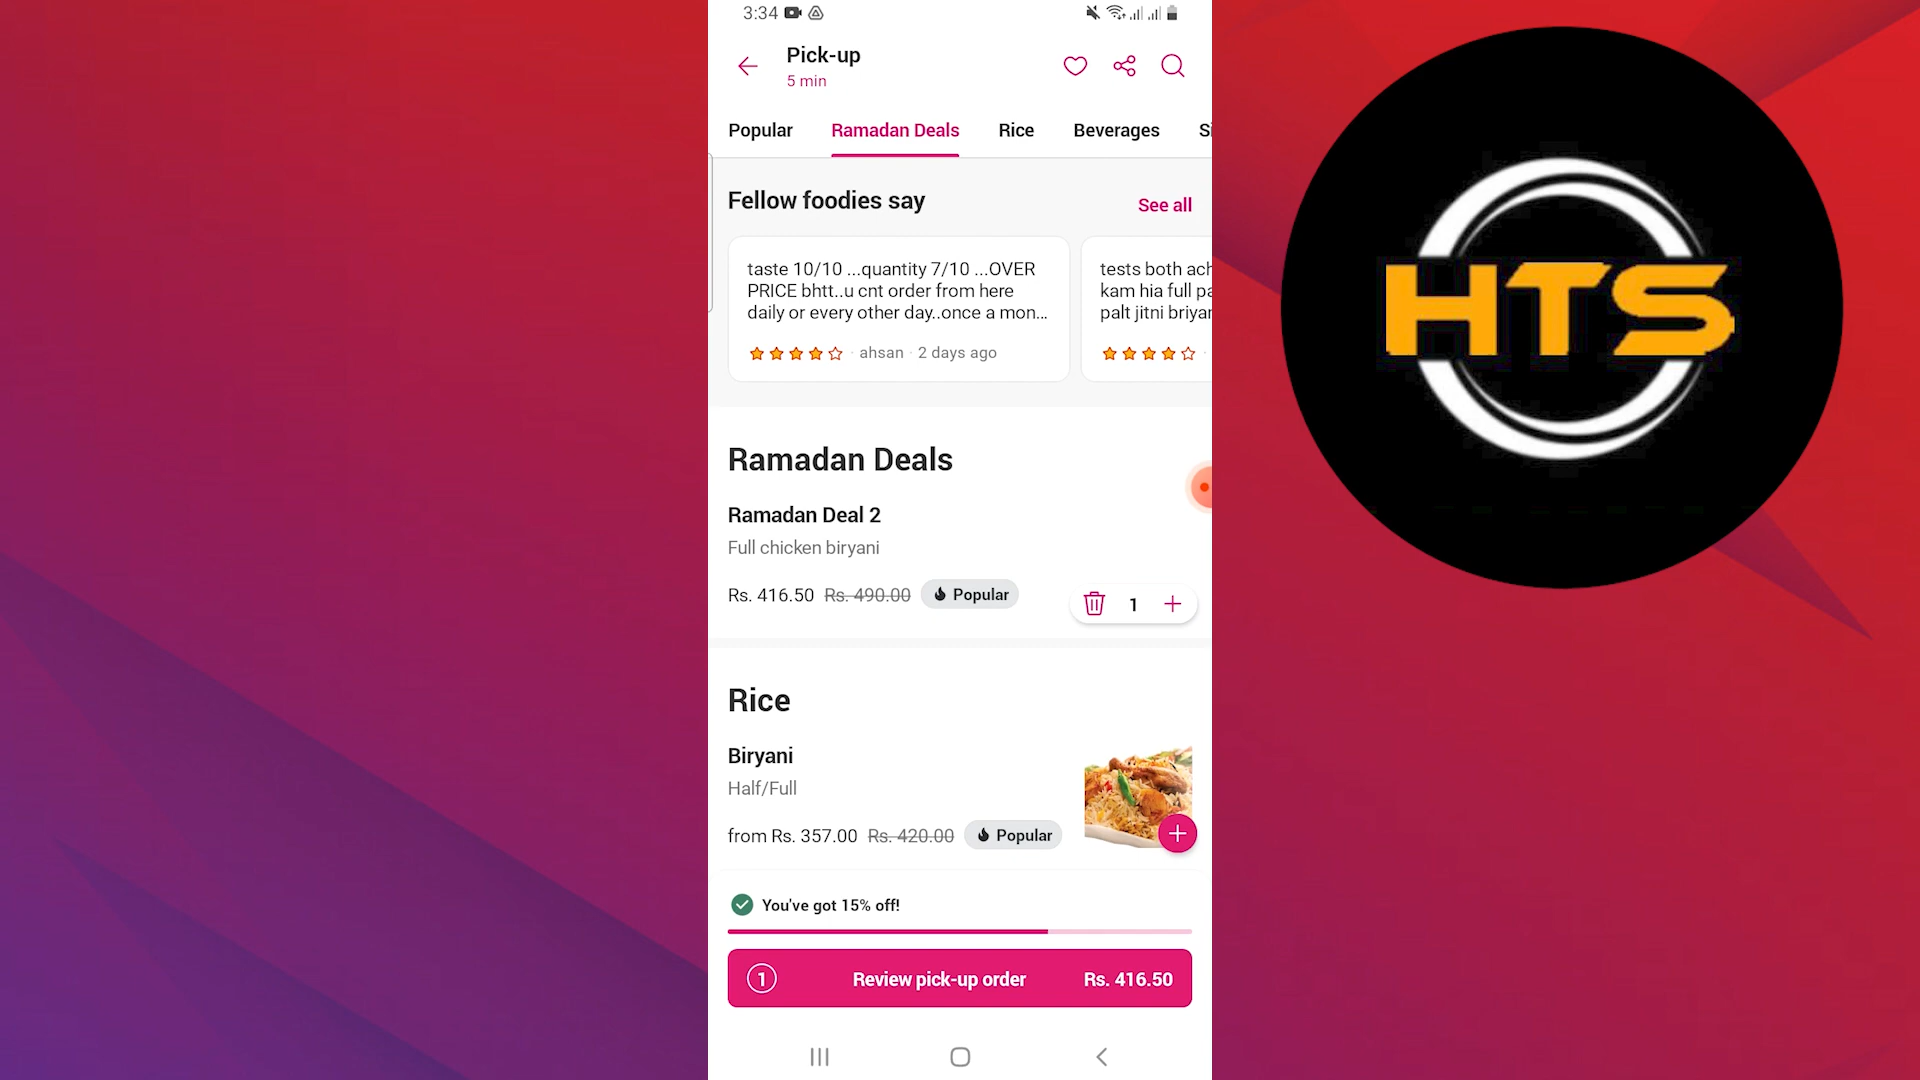 3:34
Pick-up
5 min
Popular Ramadan Deals Rice Beverages
Fellow foodies say See all
taste 10/10 ...quantity 7/10 ...OVER
PRICE bhtt..u cnt order from here
daily or every other day..once a mon...
ahsan · 2 days ago
tests both
kam hia full
palt jitni
Ramadan Deals
Ramadan Deal 2
Full chicken biryani
Rs. 416.50 Rs. 490.00 Popular
1
Rice
Biryani
Half/Full
from Rs. 357.00 Rs. 420.00 Popular
You've got 15% off!
1 Review pick-up order Rs. 416.50
HTS